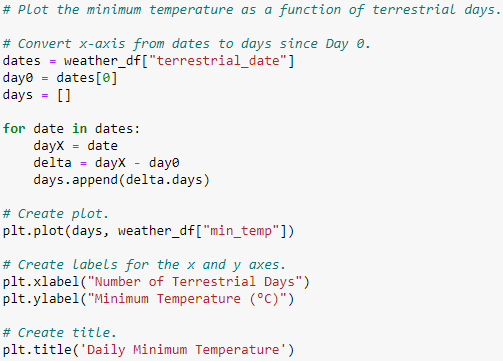 # Plot the minimum temperature as a function of terrestrial days.
# Convert x-axis from dates to days since Day 0.
dates = weather_df["terrestrial_date"]
day0 = dates[0]
days = []
for date in dates:
    dayX = date
    delta = dayX - day0
    days.append(delta.days)
# Create plot.
plt.plot(days, weather_df["min_temp"])
# Create labels for the x and y axes.
plt.xlabel("Number of Terrestrial Days")
plt.ylabel("Minimum Temperature (ºC)")
# Create title.
plt.title('Daily Minimum Temperature')